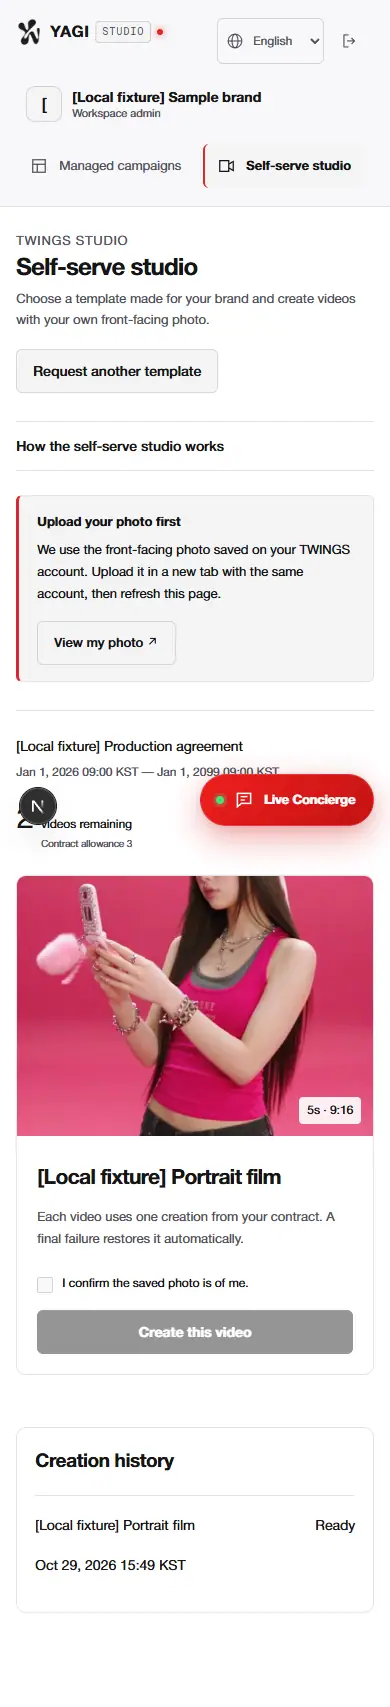 YAGI STUDIO
English
[
[Local fixture] Sample brand
Workspace admin
Managed campaigns
Self-serve studio
TWINGS STUDIO
Self-serve studio
Choose a template made for your brand and create videos
with your own front-facing photo.
Request another template
How the self-serve studio works
Upload your photo first
We use the front-facing photo saved on your TWINGS
account. Upload it in a new tab with the same
account, then refresh this page.
View my photo ↗
[Local fixture] Production agreement
Jan 1, 2026 09:00 KST — Jan 1, 2099 09:00 KST
N
2 videos remaining
Live Concierge
Contract allowance 3
5s · 9:16
[Local fixture] Portrait film
Each video uses one creation from your contract. A
final failure restores it automatically.
I confirm the saved photo is of me.
Create this video
Creation history
[Local fixture] Portrait film
Ready
Oct 29, 2026 15:49 KST